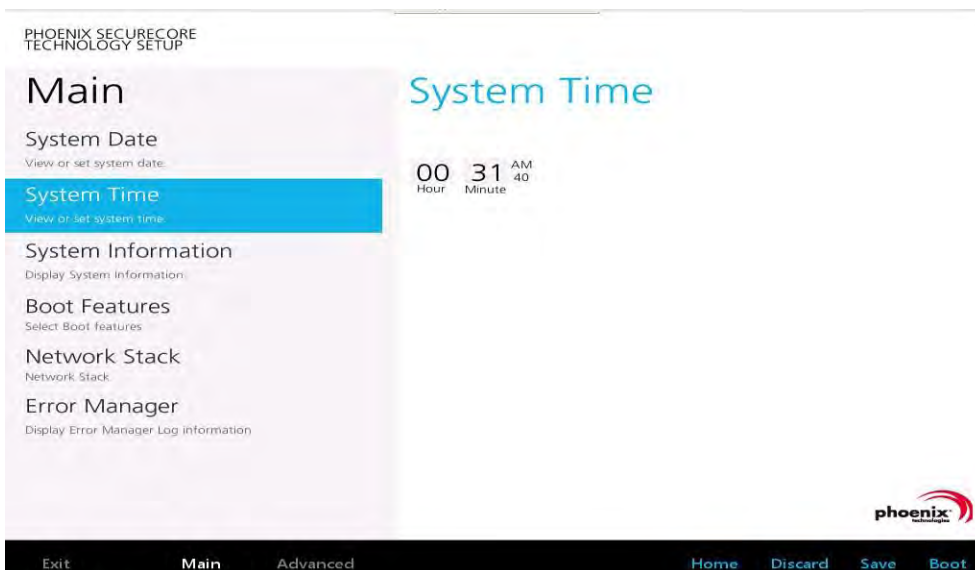 PHOENIX SECURECORE
TECHNOLOGY SETUP
Main
System Date
View or set system date
System Time
View or set system time
System Information
Display System Information
Boot Features
Select Boot features
Network Stack
Network Stack
Error Manager
Display Error Manager Log information
System Time
00 31 AM
40
Hour Minute
phoenix
technologies
Exit Main Advanced Home Discard Save Boot